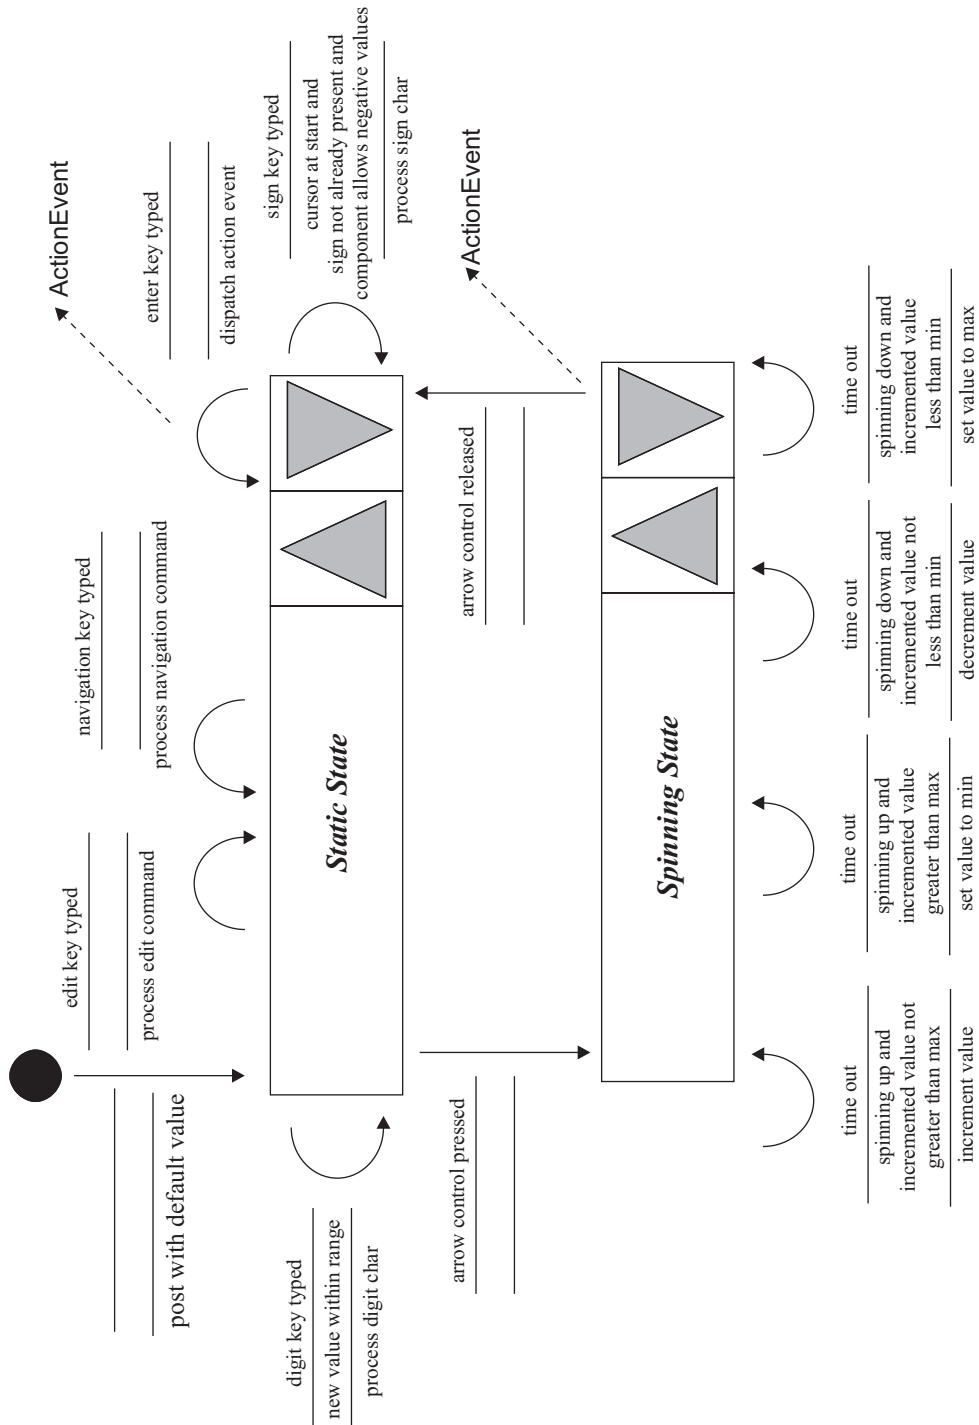 post with default value
edit key typed
process edit command
navigation key typed
process navigation command
enter key typed
dispatch action event
ActionEvent
digit key typed
new value within range
process digit char
Static State
sign key typed
cursor at start and
sign not already present and
component allows negative values
process sign char
arrow control pressed
arrow control released
ActionEvent
Spinning State
time out
spinning up and
incremented value not
greater than max
increment value
time out
spinning up and
incremented value
greater than max
set value to min
time out
spinning down and
incremented value not
less than min
decrement value
time out
spinning down and
incremented value
less than min
set value to max